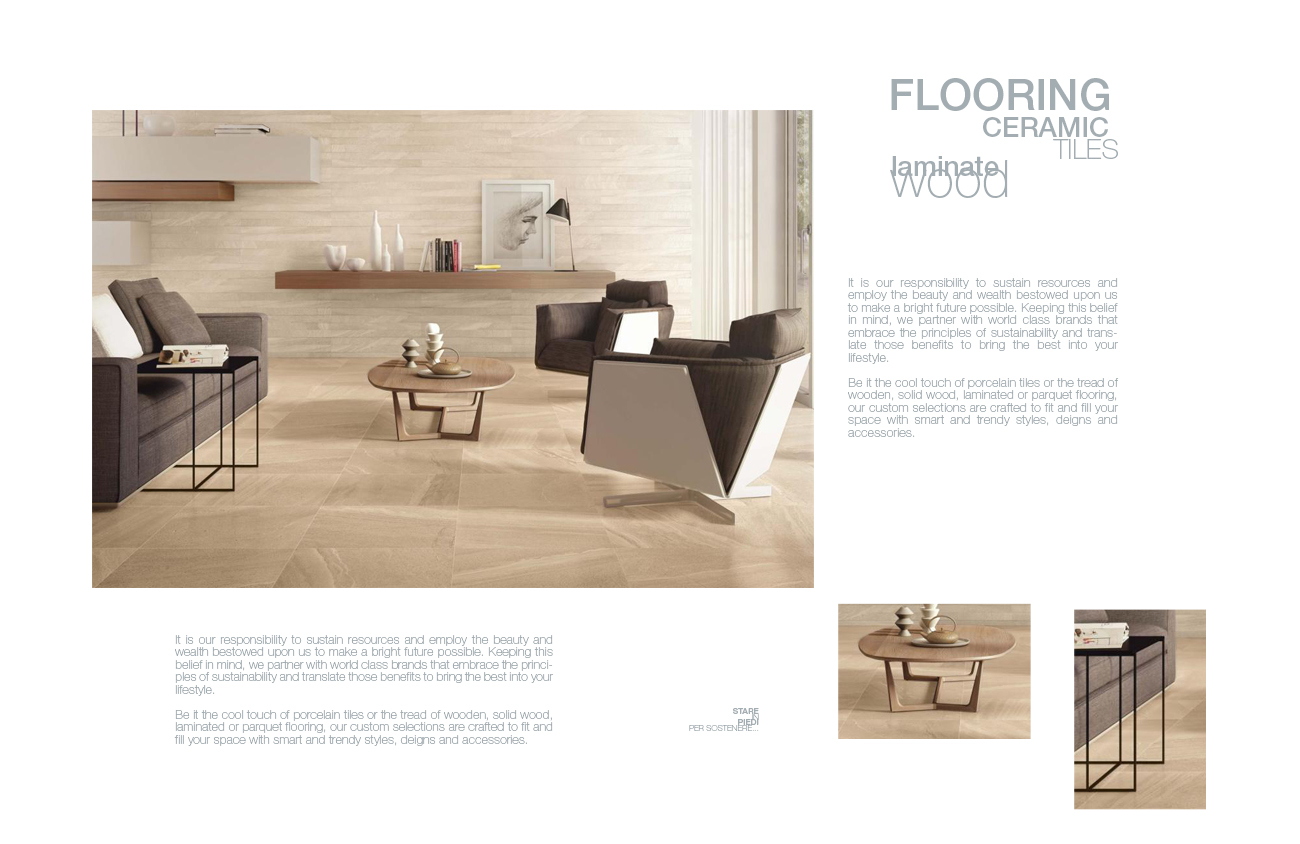 FLOORING
CERAMIC
TILES
laminate
wood
It is our responsibility to sustain resources and
employ the beauty and wealth bestowed upon us
to make a bright future possible. Keeping this belief
in mind, we partner with world class brands that
embrace the principles of sustainability and trans-
late those benefits to bring the best into your
lifestyle.
Be it the cool touch of porcelain tiles or the tread of
wooden, solid wood, laminated or parquet flooring,
our custom selections are crafted to fit and fill your
space with smart and trendy styles, deigns and
accessories.
It is our responsibility to sustain resources and employ the beauty and
wealth bestowed upon us to make a bright future possible. Keeping this
belief in mind, we partner with world class brands that embrace the princi-
ples of sustainability and translate those benefits to bring the best into your
lifestyle.
Be it the cool touch of porcelain tiles or the tread of wooden, solid wood,
laminated or parquet flooring, our custom selections are crafted to fit and
fill your space with smart and trendy styles, deigns and accessories.
STARE
IN
PIEDI
PER SOSTENERE...